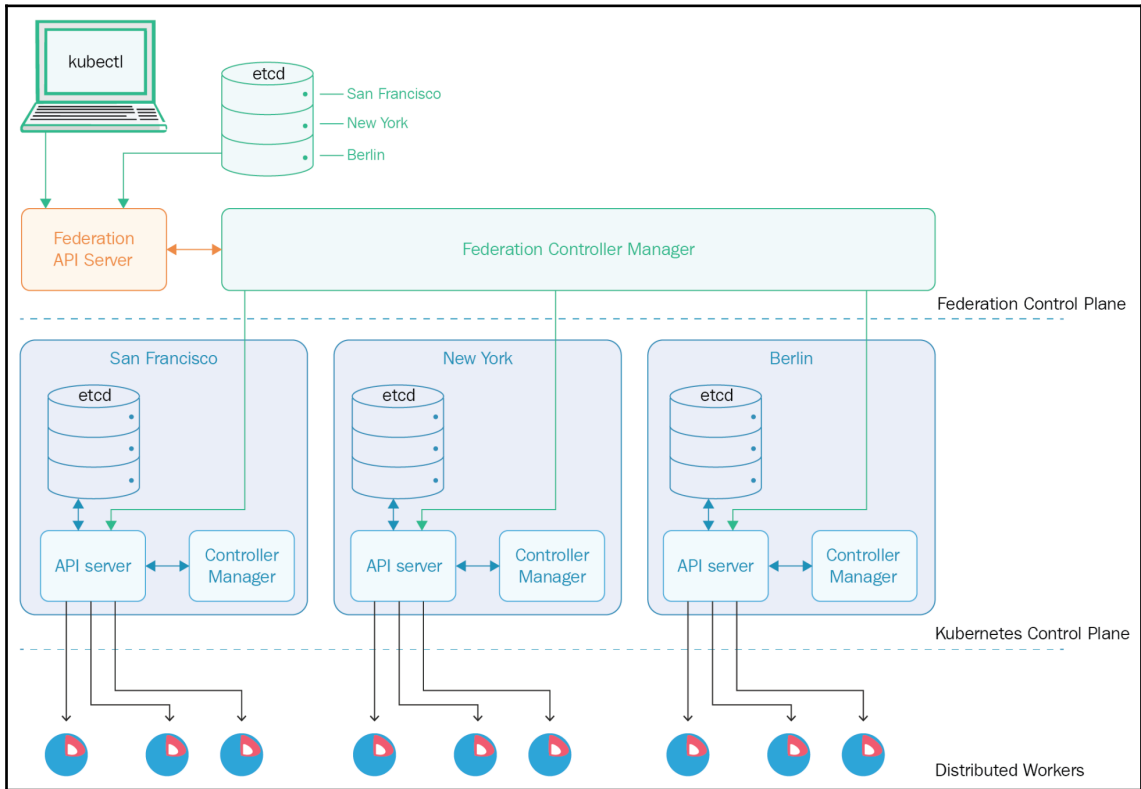 kubectl
etcd
San Francisco
New York
Berlin
Federation
API Server
Federation Controller Manager
Federation Control Plane
San Francisco
New York
Berlin
etcd
etcd
etcd
API server
Controller
Manager
API server
Controller
Manager
API server
Controller
Manager
Kubernetes Control Plane
Distributed Workers